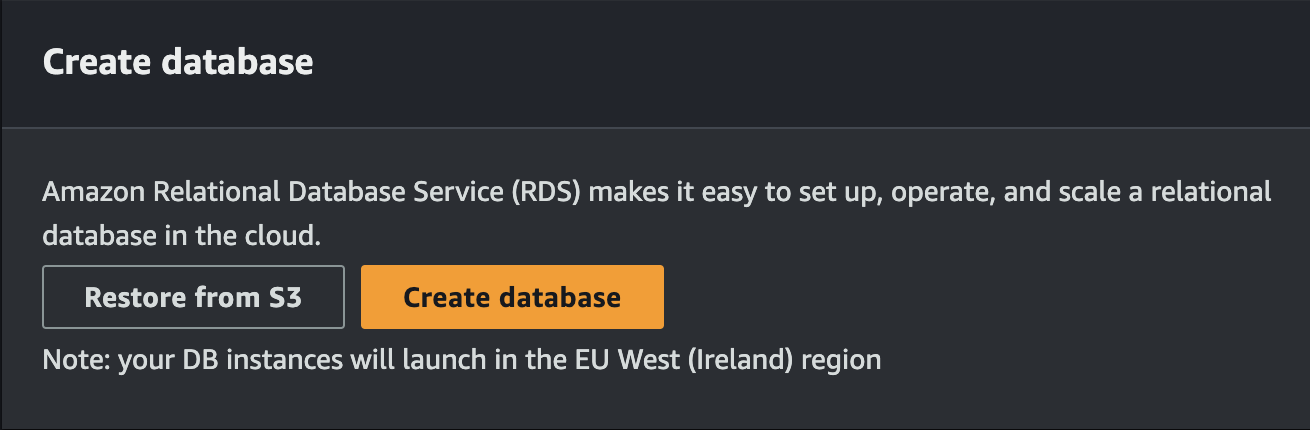 Create database
Amazon Relational Database Service (RDS) makes it easy to set up, operate, and scale a relational
database in the cloud.
Restore from S3
Create database
Note: your DB instances will launch in the EU West (Ireland) region